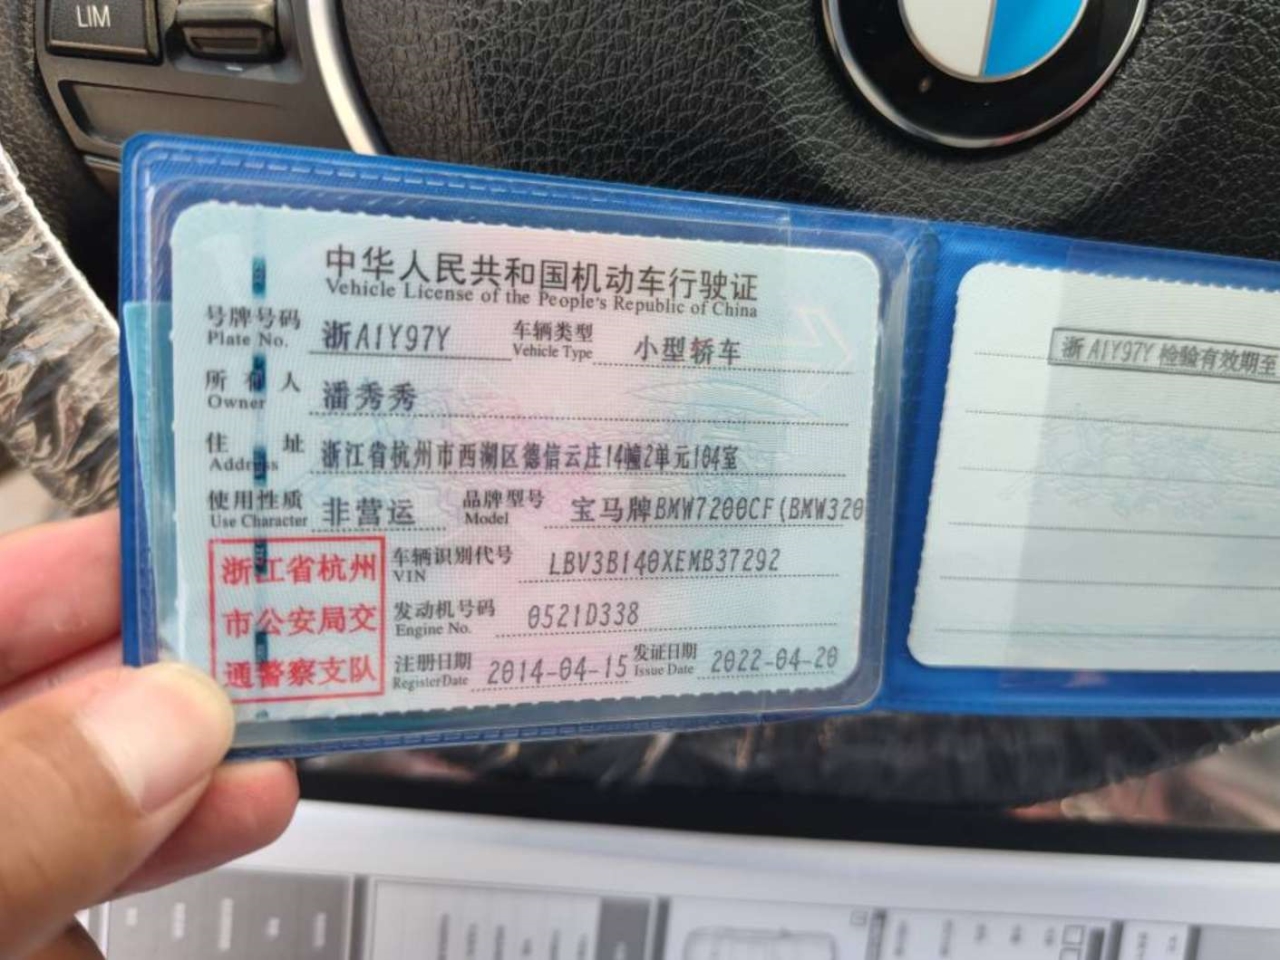 LIM
中华人民共和国机动车行驶证
Vehicle License of the People's Republic of China
号牌号码 浙A1Y97Y 车辆类型 小型轿车
Plate No. Vehicle Type
所有人 潘秀秀
Owner
住址 浙江省杭州市西湖区德信云庄14幢2单元104室
Address
使用性质 非营运 品牌型号 宝马牌BMW7200CF(BMW320
Use Character Model
浙江省杭州
市公安局交
通警察支队
车辆识别代号 LBV3B140XEMB37292
VIN
发动机号码 0521D338
Engine No.
注册日期 2014-04-15 发证日期 2022-04-20
Register Date Issue Date
浙A1Y97Y检验有效期至